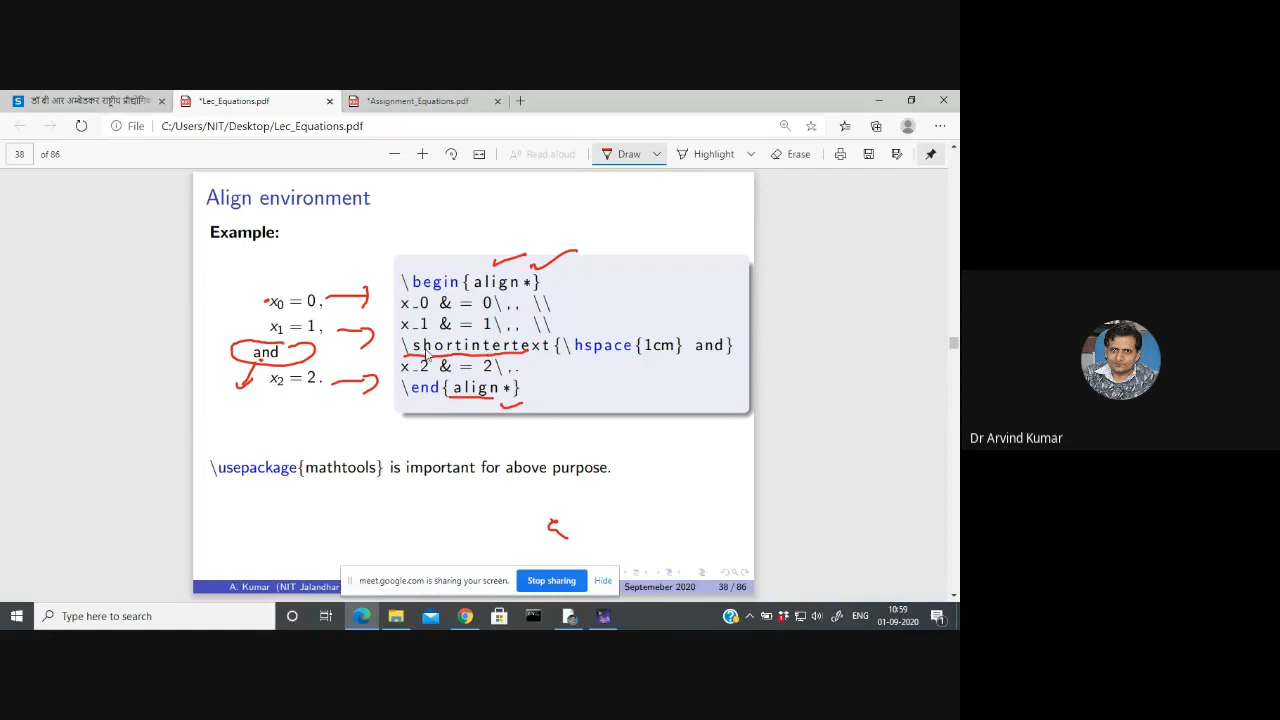 डॉ बी आर अम्बेडकर राष्ट्रीय प्रौद्योगिक
*Lec_Equations.pdf
*Assignment_Equations.pdf
File
C:/Users/NIT/Desktop/Lec_Equations.pdf
38 of 86
Read aloud
Draw
Highlight
Erase
Align environment
Example:
x0 = 0 ,
x1 = 1 ,
and
x2 = 2 .
\begin{align*}
x_0 & = 0\,, \\
x_1 & = 1\,, \\
\shortintertext{\hspace{1cm} and}
x_2 & = 2\,.
\end{align*}
\usepackage{mathtools} is important for above purpose.
A. Kumar (NIT Jalandhar
meet.google.com is sharing your screen.
Stop sharing
Hide
Septemeber 2020
38 / 86
Type here to search
ENG
10:59
01-09-2020
1
Dr Arvind Kumar